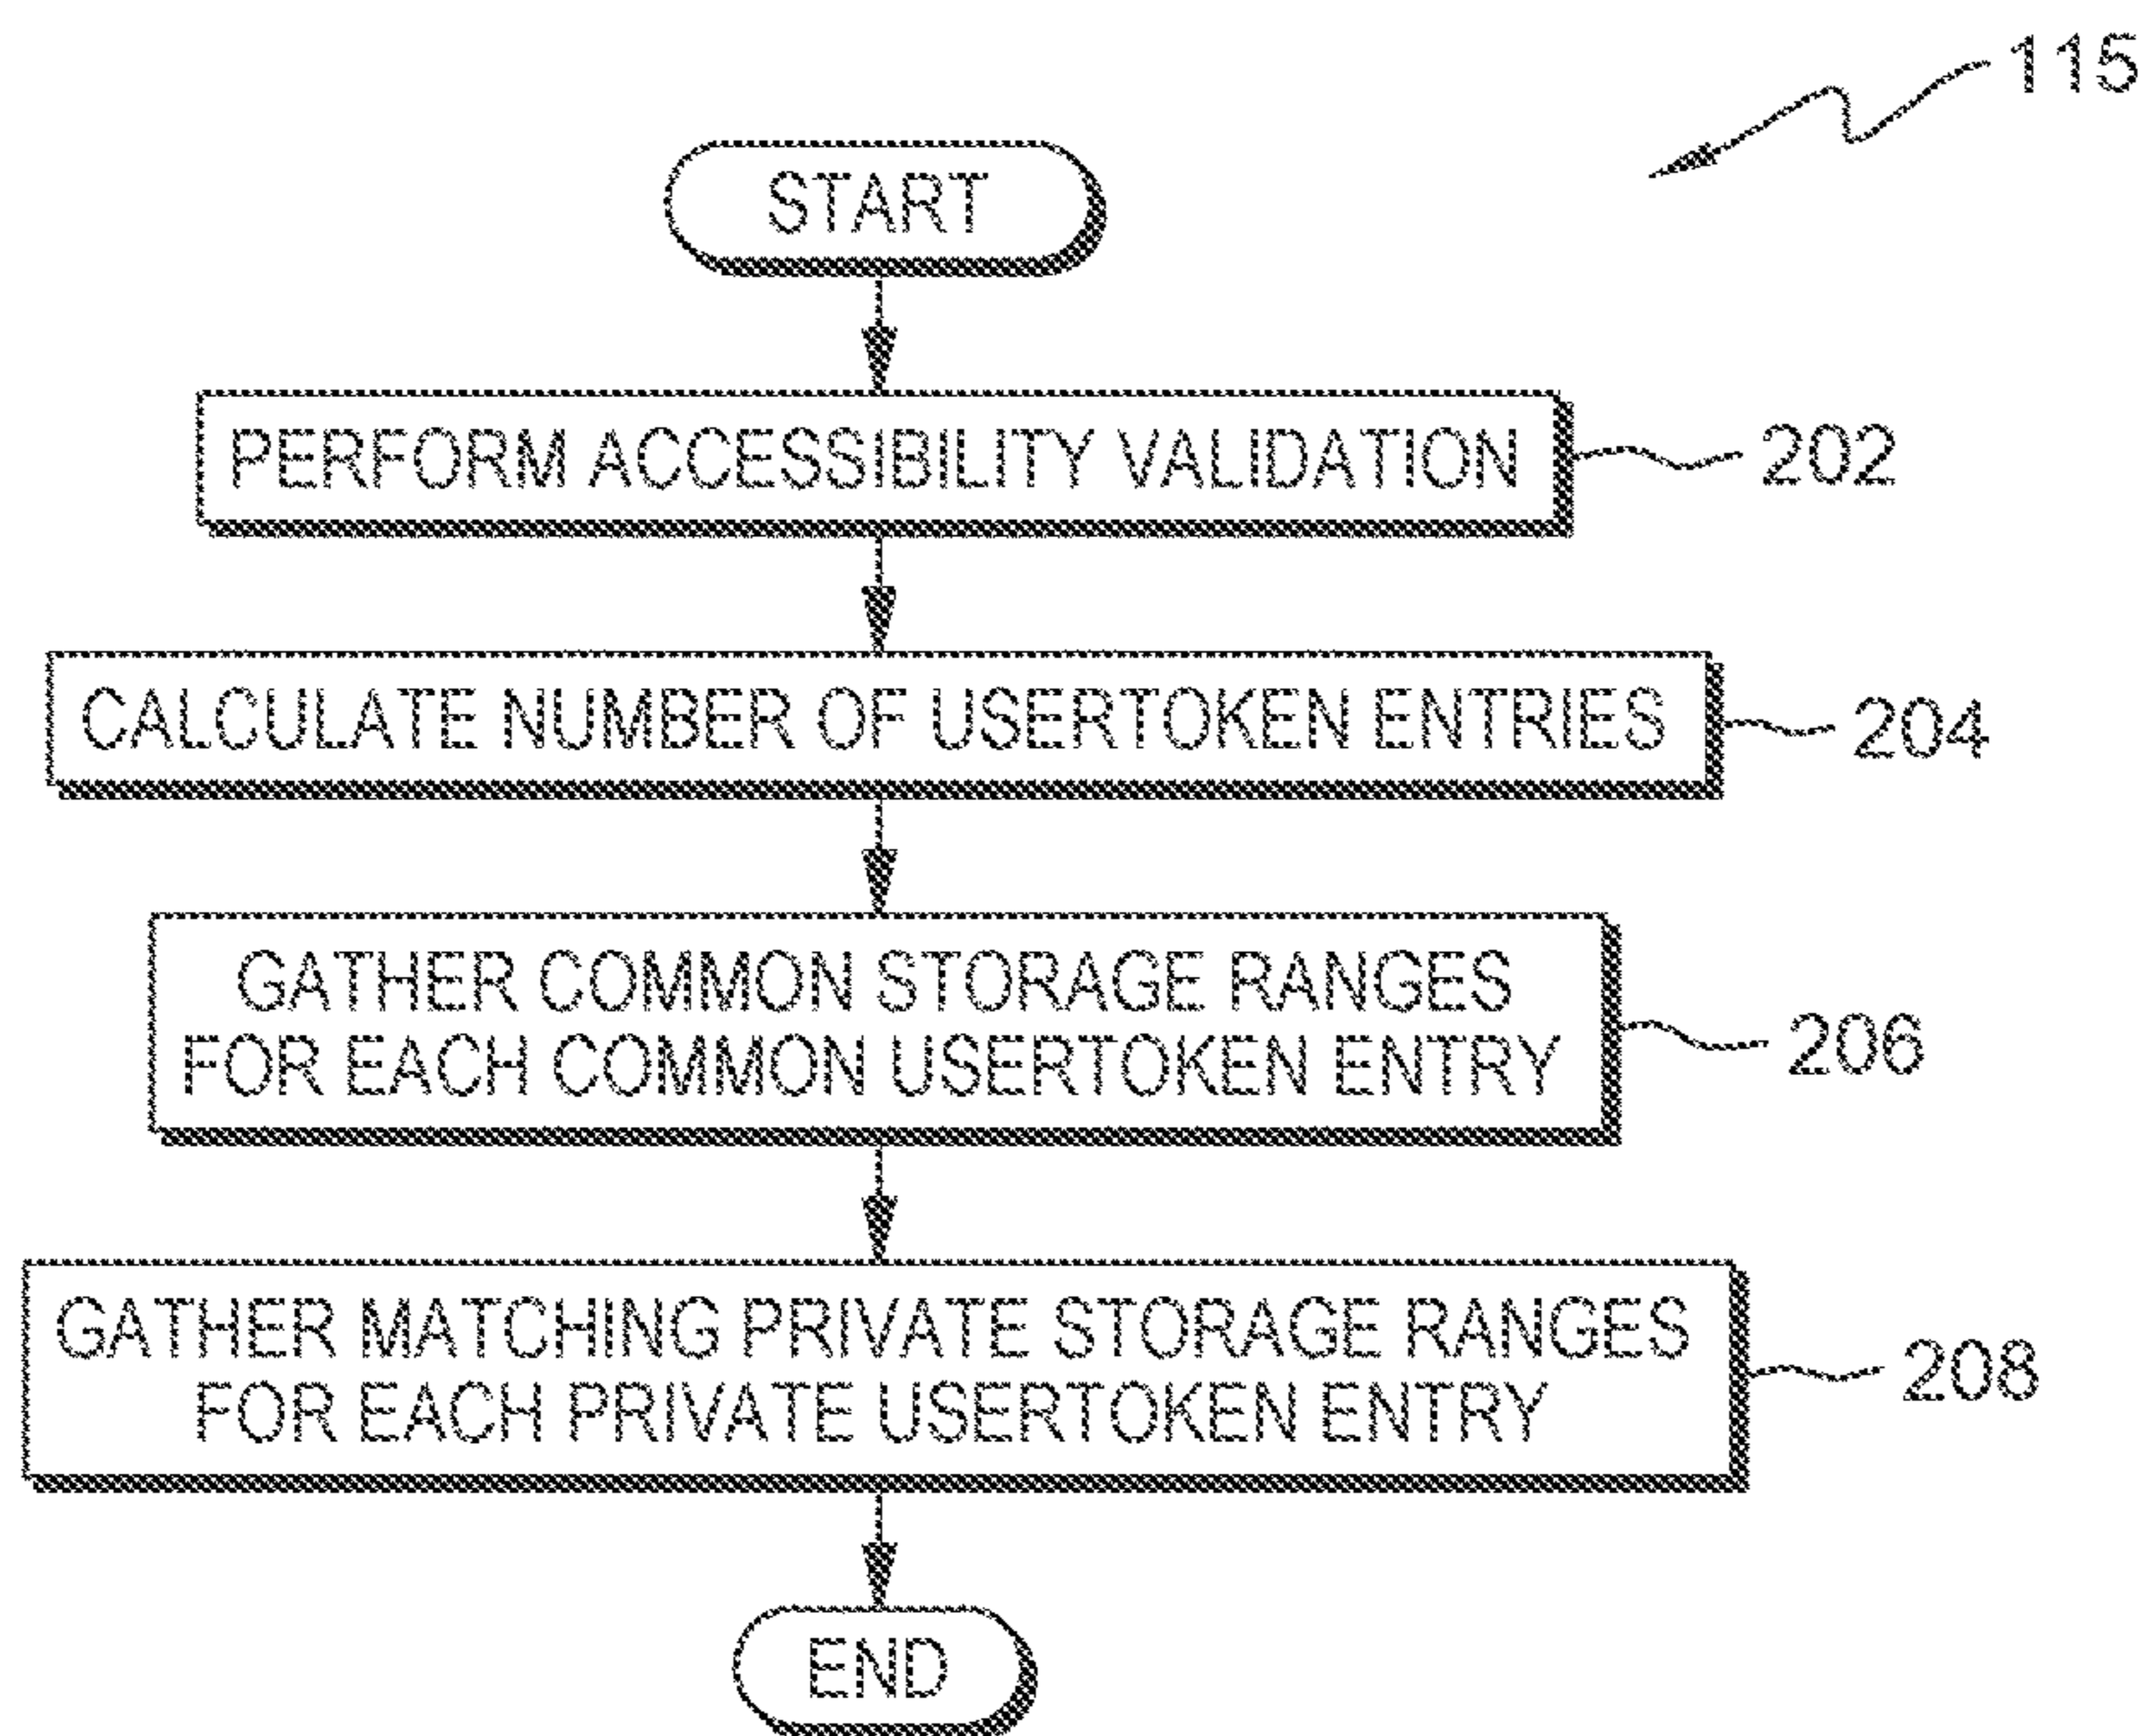 115
START
PERFORM ACCESSIBILITY VALIDATION
202
CALCULATE NUMBER OF USERTOKEN ENTRIES
204
GATHER COMMON STORAGE RANGES
FOR EACH COMMON USERTOKEN ENTRY
206
GATHER MATCHING PRIVATE STORAGE RANGES
FOR EACH PRIVATE USERTOKEN ENTRY
208
END